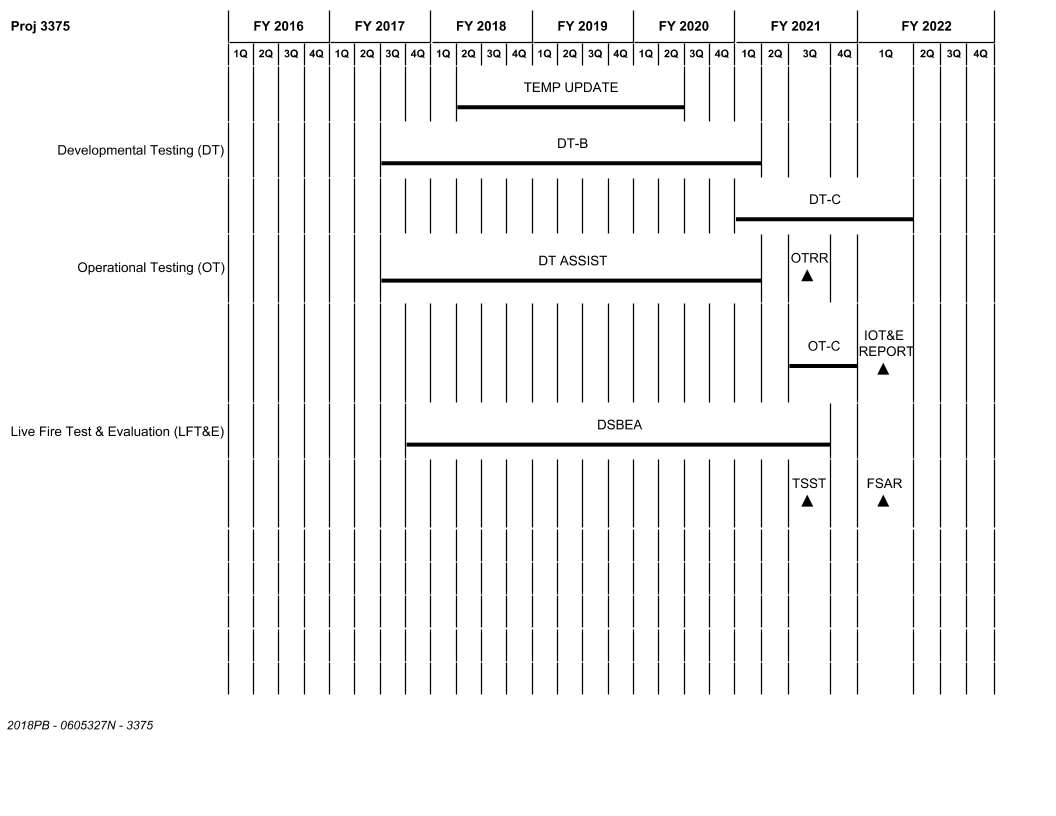 Proj 3375 FY 2016 FY 2017 FY 2018 FY 2019 FY 2020 FY 2021 FY 2022
1Q 2Q 3Q 4Q 1Q 2Q 3Q 4Q 1Q 2Q 3Q 4Q 1Q 2Q 3Q 4Q 1Q 2Q 3Q 4Q 1Q 2Q 3Q 4Q 1Q 2Q 3Q 4Q
TEMP UPDATE
Developmental Testing (DT) DT-B
DT-C
Operational Testing (OT) DT ASSIST OTRR
OT-C IOT&E
REPORT
Live Fire Test & Evaluation (LFT&E) DSBEA
TSST FSAR
2018PB - 0605327N - 3375